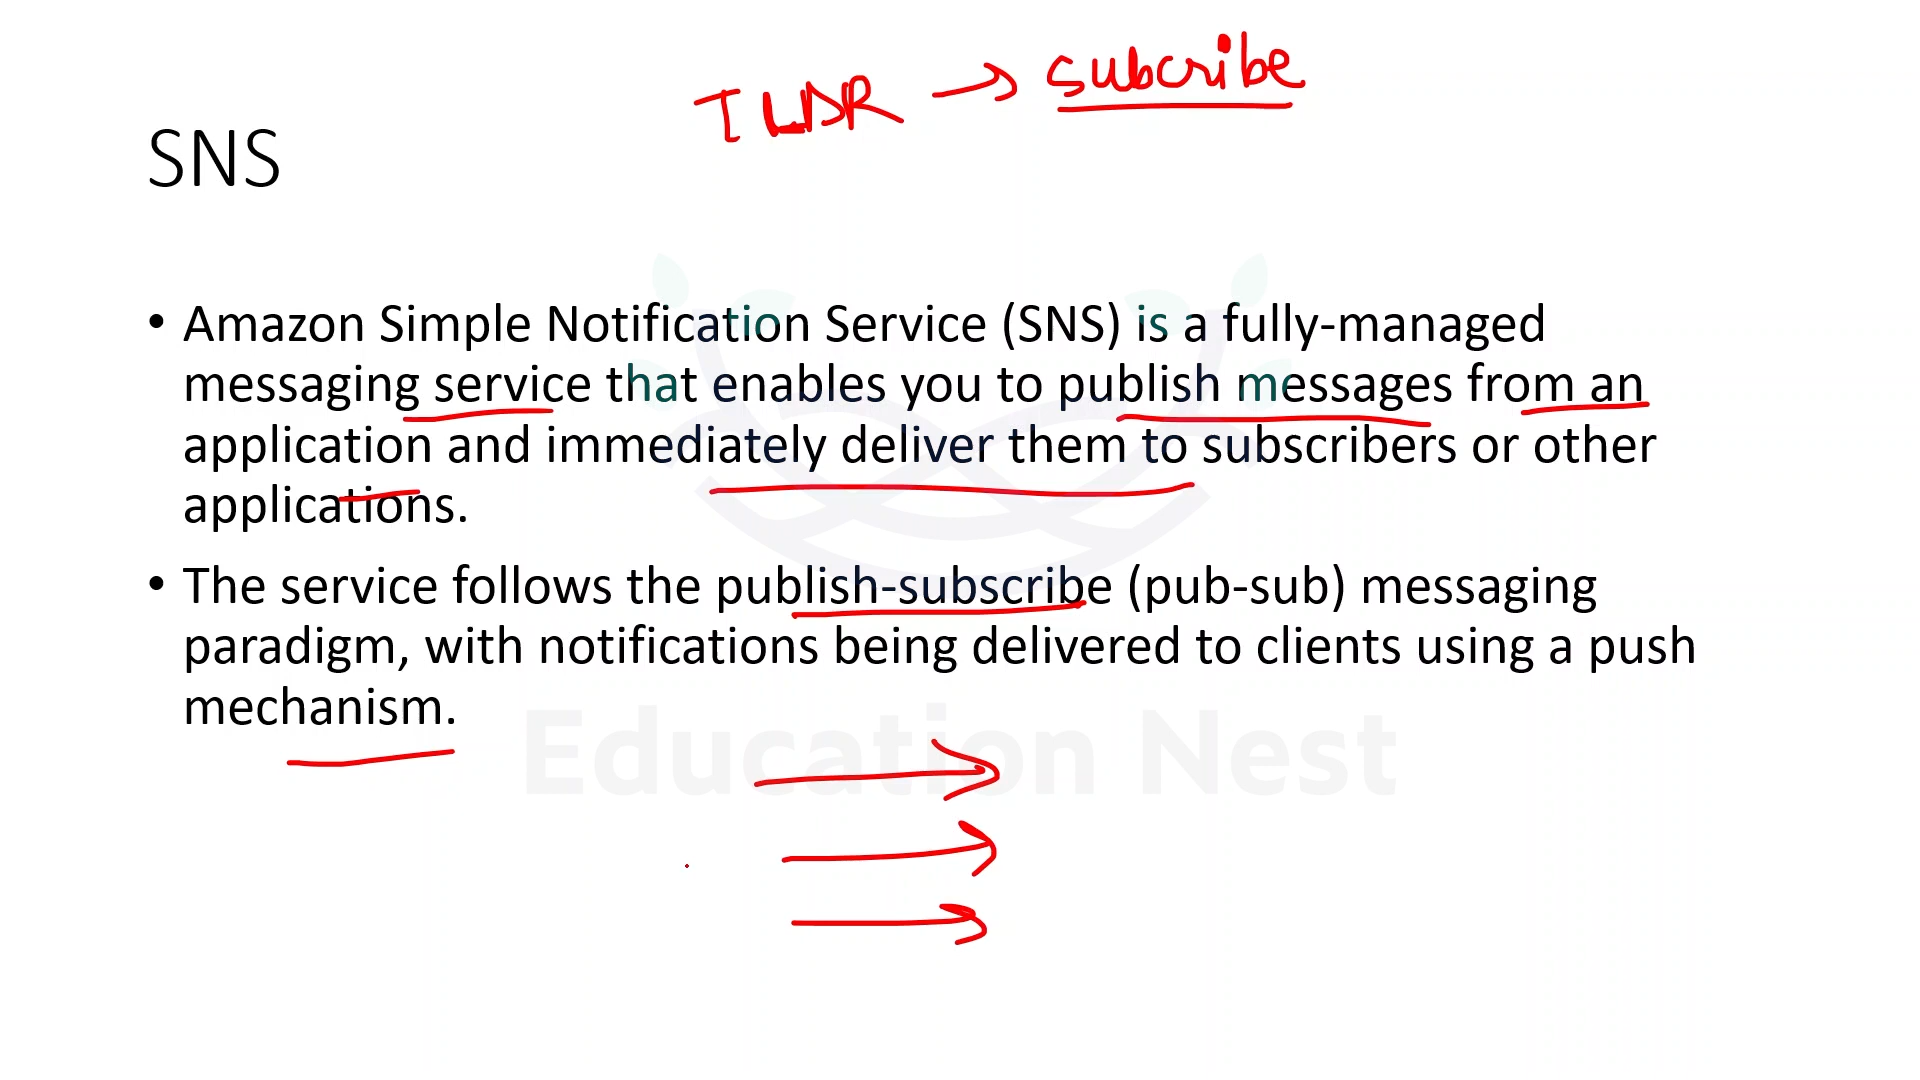 TLDR → subcribe
SNS
• Amazon Simple Notification Service (SNS) is a fully-managed
messaging service that enables you to publish messages from an
application and immediately deliver them to subscribers or other
applications.
• The service follows the publish-subscribe (pub-sub) messaging
paradigm, with notifications being delivered to clients using a push
mechanism.
Education Nest